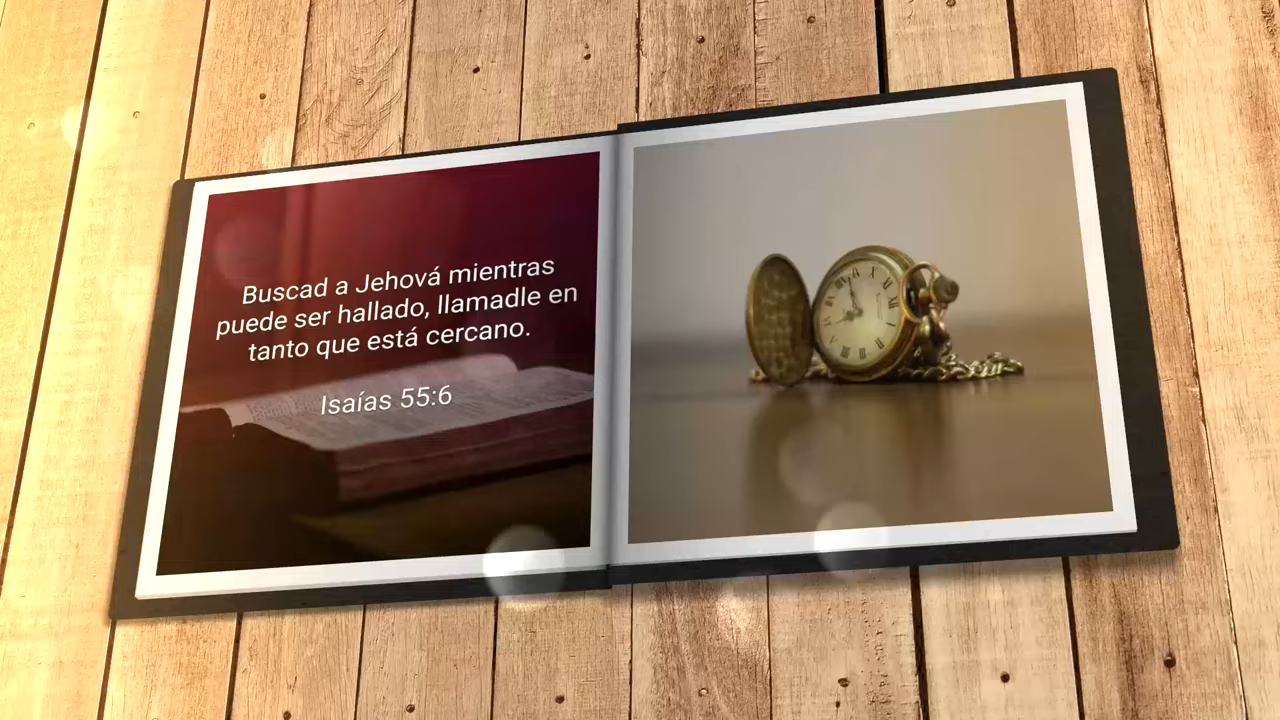 Buscad a Jehová mientras
puede ser hallado, llamadle en
tanto que está cercano.
Isaías 55:6